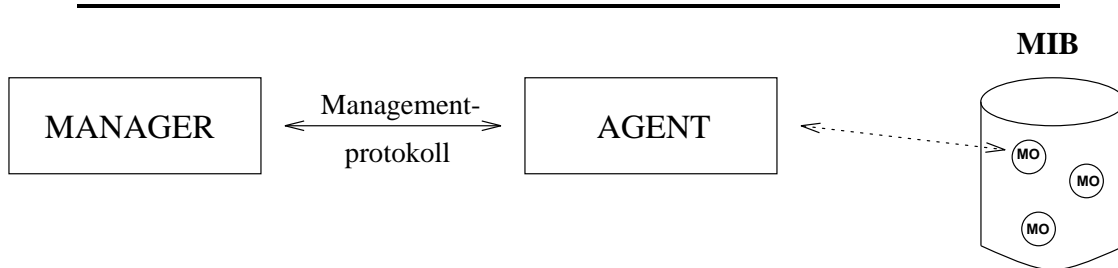 MIB
MANAGER
Management-
protokoll
AGENT
MO
MO
MO